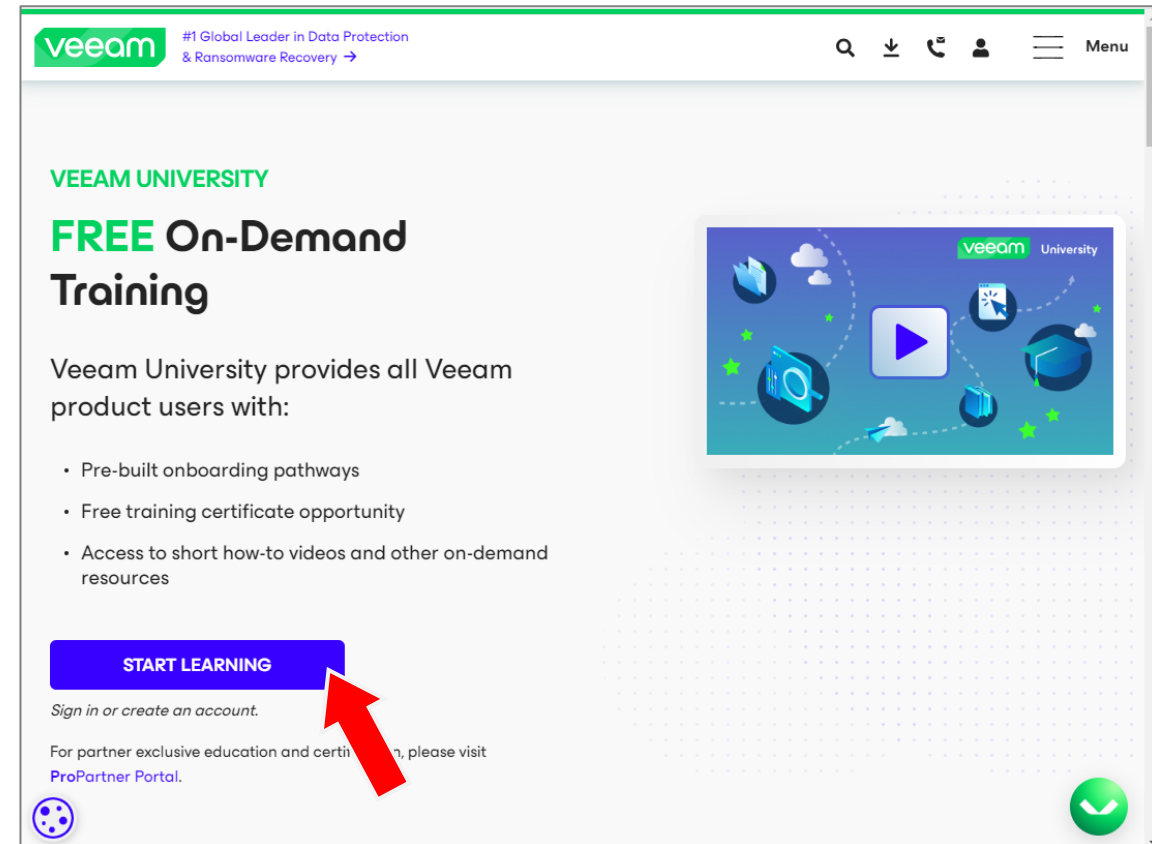 veeam
#1 Global Leader in Data Protection
& Ransomware Recovery →
Menu
VEEAM UNIVERSITY
FREE On-Demand
Training
Veeam University provides all Veeam
product users with:
• Pre-built onboarding pathways
• Free training certificate opportunity
• Access to short how-to videos and other on-demand
resources
veeam University
START LEARNING
Sign in or create an account.
For partner exclusive education and certi n, please visit
ProPartner Portal.